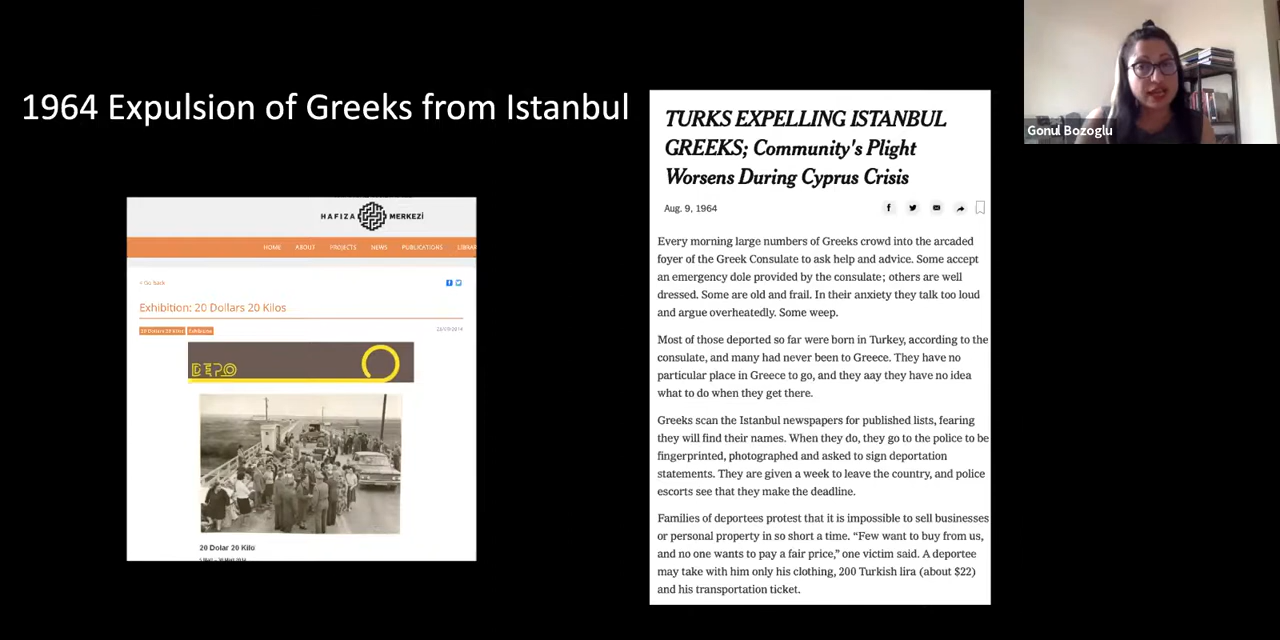 1964 Expulsion of Greeks from Istanbul
HAFIZA MERKEZİ
HOME ABOUT PROJECTS NEWS PUBLICATIONS LIBRAR
< Go Back
Exhibition: 20 Dollars 20 Kilos
20 Dollars 20 Kilos Exhibition
DEPO
20 Dolar 20 Kilo
TURKS EXPELLING ISTANBUL
GREEKS; Community's Plight
Worsens During Cyprus Crisis
Aug. 9, 1964
Every morning large numbers of Greeks crowd into the arcaded
foyer of the Greek Consulate to ask help and advice. Some accept
an emergency dole provided by the consulate; others are well
dressed. Some are old and frail. In their anxiety they talk too loud
and argue overheatedly. Some weep.
Most of those deported so far were born in Turkey, according to the
consulate, and many had never been to Greece. They have no
particular place in Greece to go, and they aay they have no idea
what to do when they get there.
Greeks scan the Istanbul newspapers for published lists, fearing
they will find their names. When they do, they go to the police to be
fingerprinted, photographed and asked to sign deportation
statements. They are given a week to leave the country, and police
escorts see that they make the deadline.
Families of deportees protest that it is impossible to sell businesses
or personal property in so short a time. “Few want to buy from us,
and no one wants to pay a fair price,” one victim said. A deportee
may take with him only his clothing, 200 Turkish lira (about $22)
and his transportation ticket.
Gonul Bozoglu